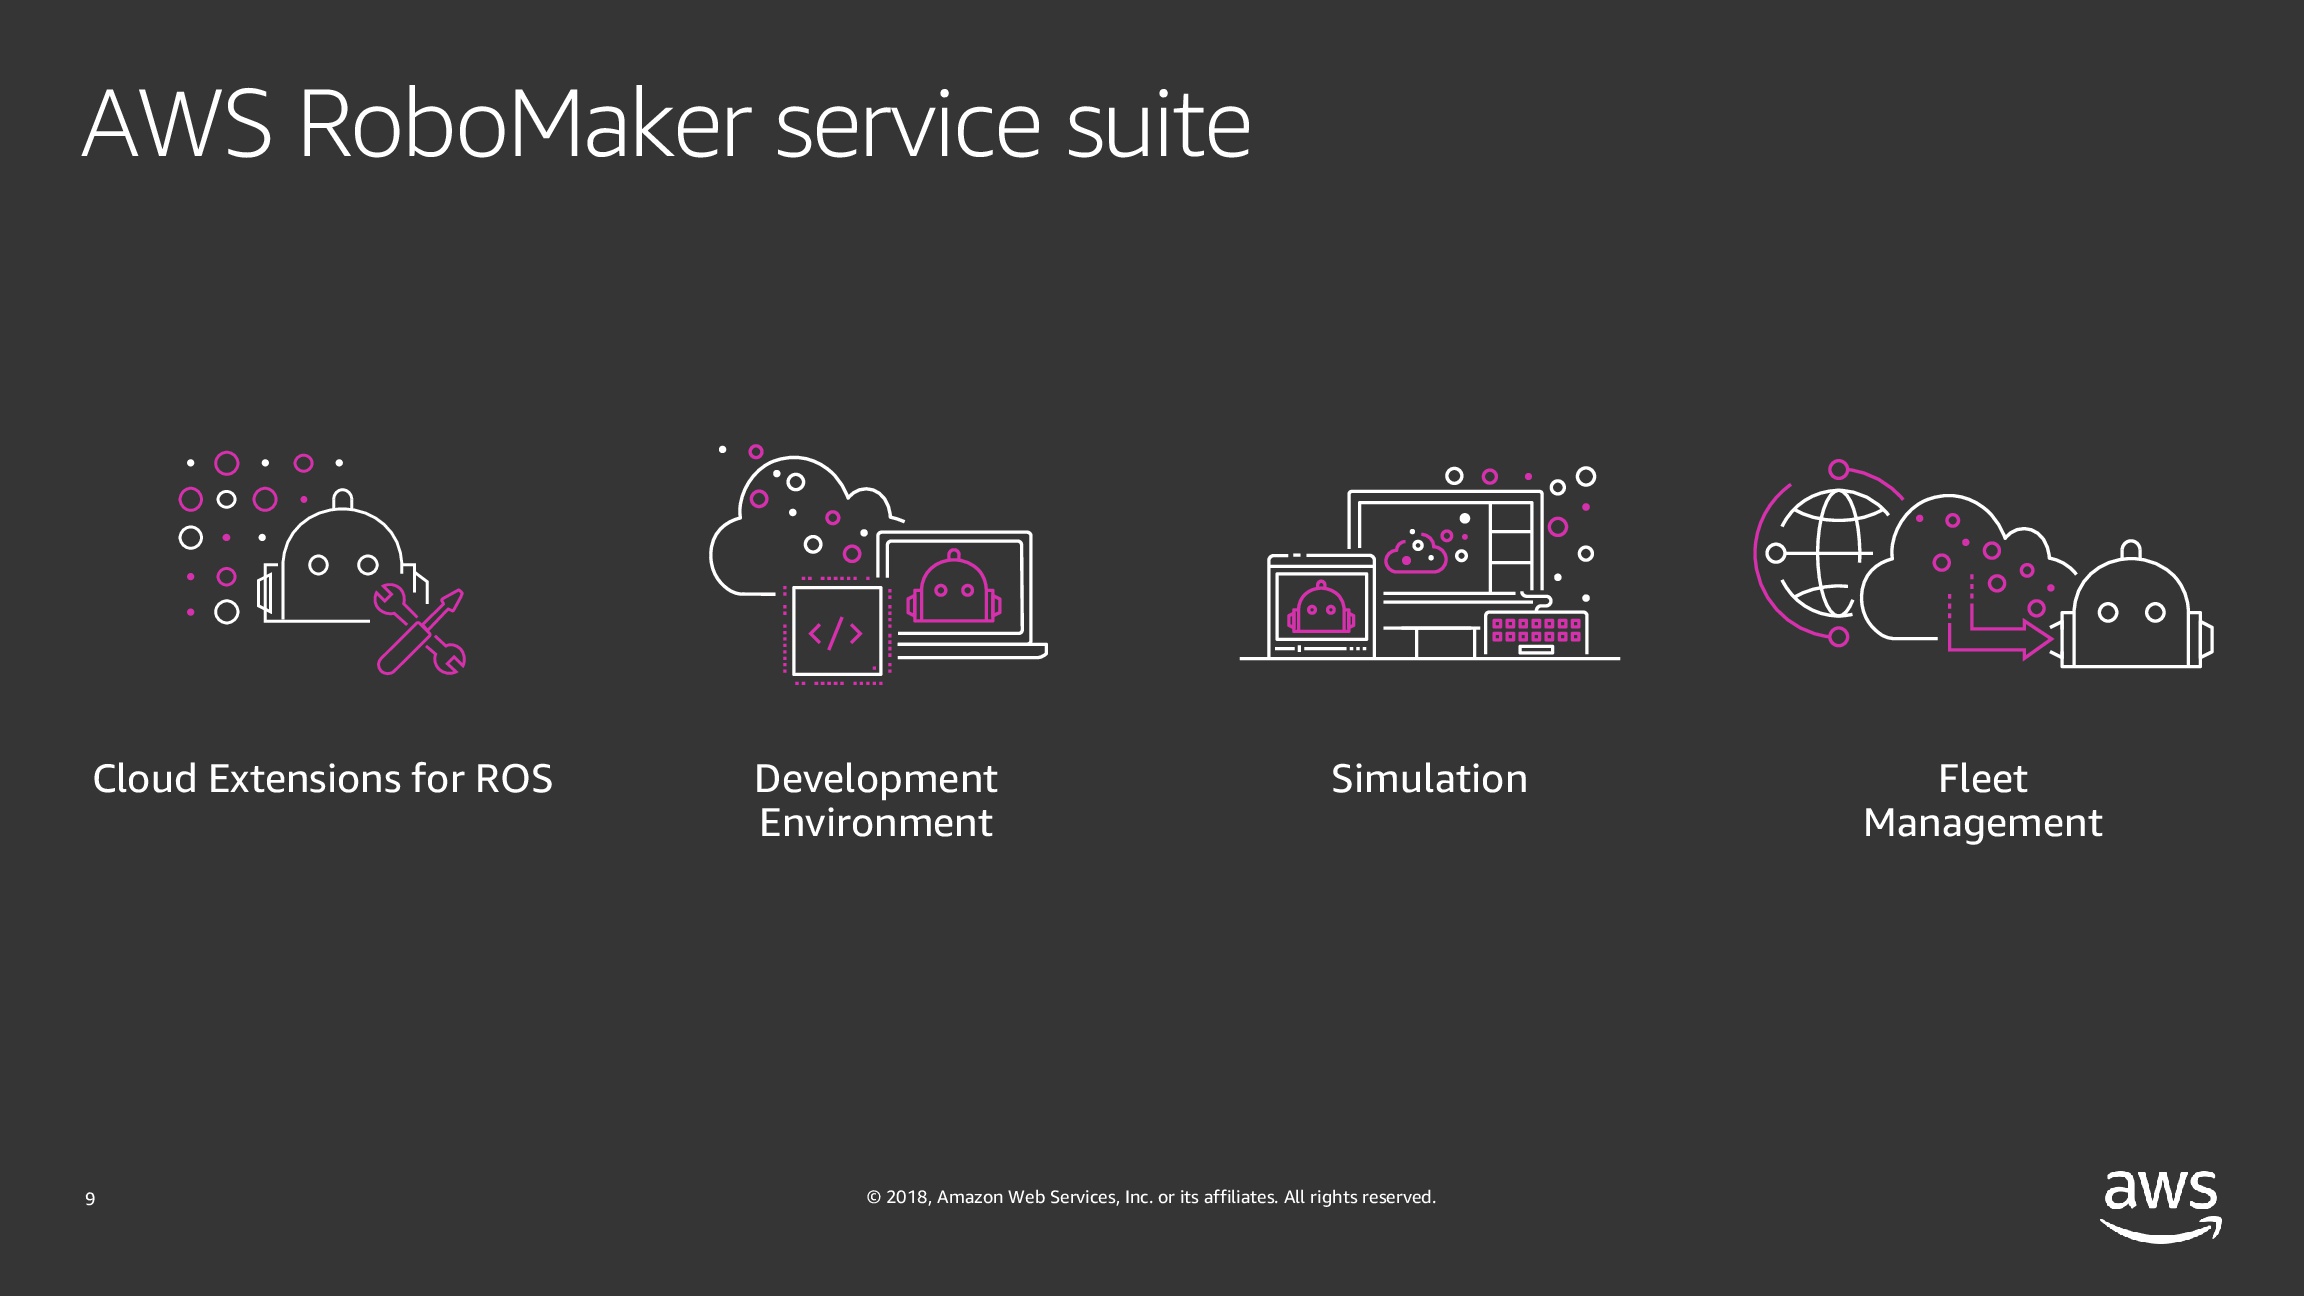 AWS RoboMaker service suite
</>
Cloud Extensions for ROS
Development
Environment
Simulation
Fleet
Management
9
© 2018, Amazon Web Services, Inc. or its affiliates. All rights reserved.
aws